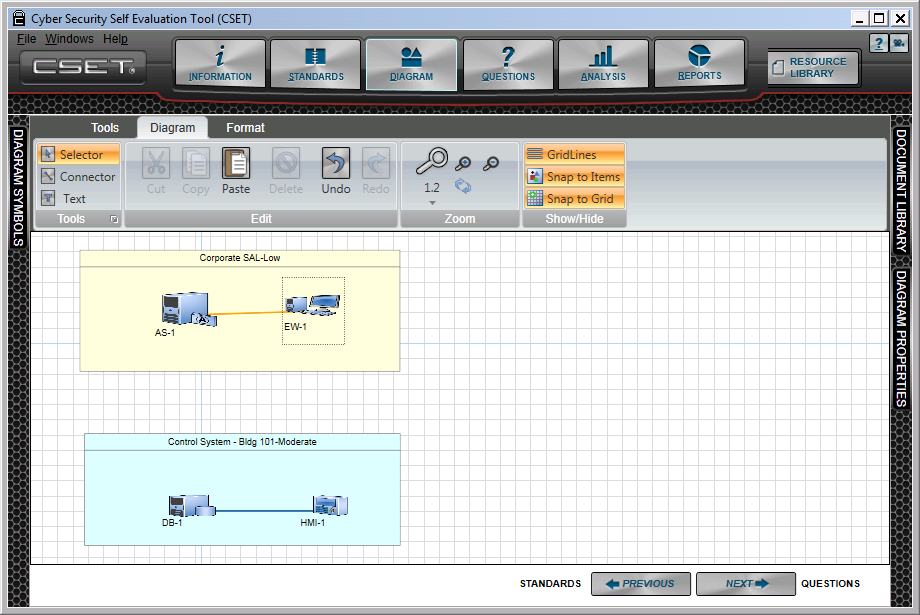 Cyber Security Self Evaluation Tool (CSET)
File Windows Help
CSET
INFORMATION
STANDARDS
DIAGRAM
QUESTIONS
ANALYSIS
REPORTS
RESOURCE
LIBRARY
DIAGRAM SYMBOLS
Tools Diagram Format
Selector
Connector
Text
Tools
Cut Copy Paste Delete Undo Redo
Edit
1.2
Zoom
GridLines
Snap to Items
Snap to Grid
Show/Hide
DOCUMENT LIBRARY
DIAGRAM PROPERTIES
Corporate SAL-Low
AS-1
EW-1
Control System - Bldg 101-Moderate
DB-1
HMI-1
STANDARDS PREVIOUS NEXT QUESTIONS